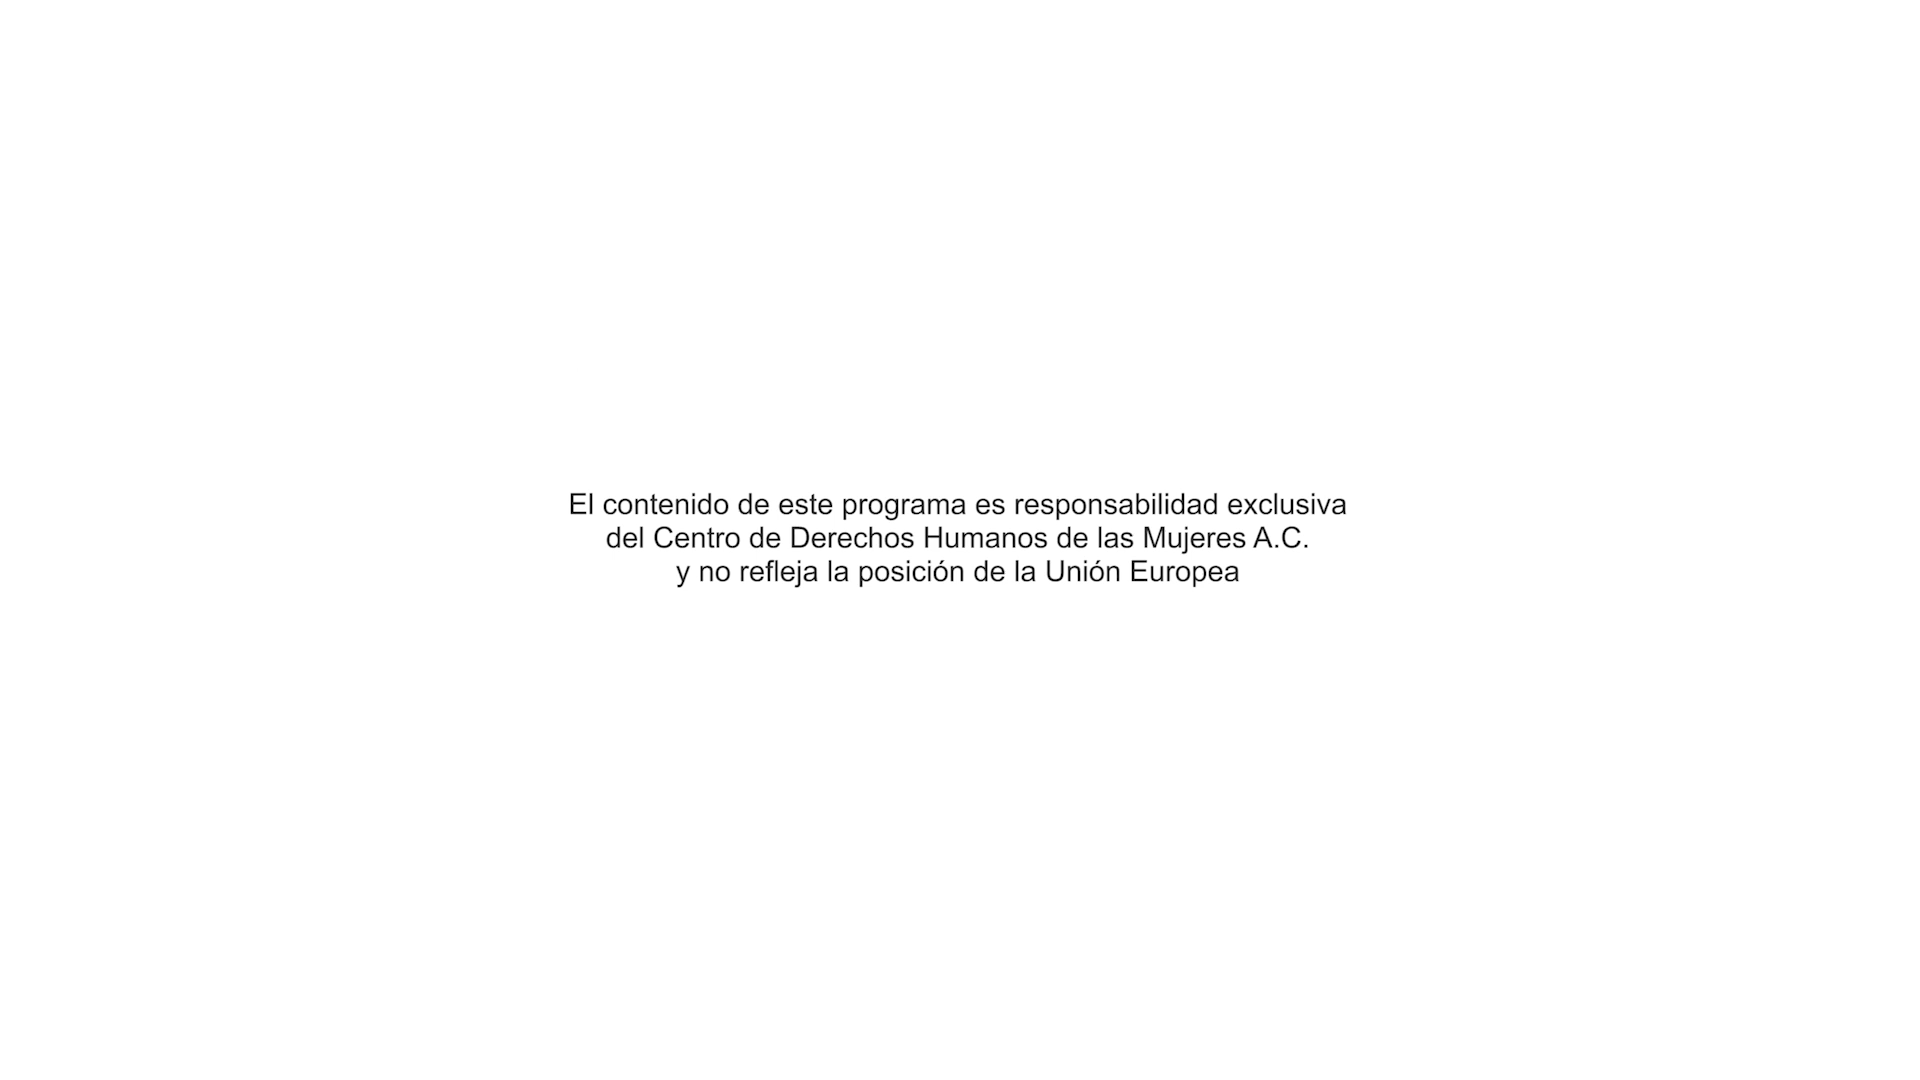 El contenido de este programa es responsabilidad exclusiva
del Centro de Derechos Humanos de las Mujeres A.C.
y no refleja la posición de la Unión Europea